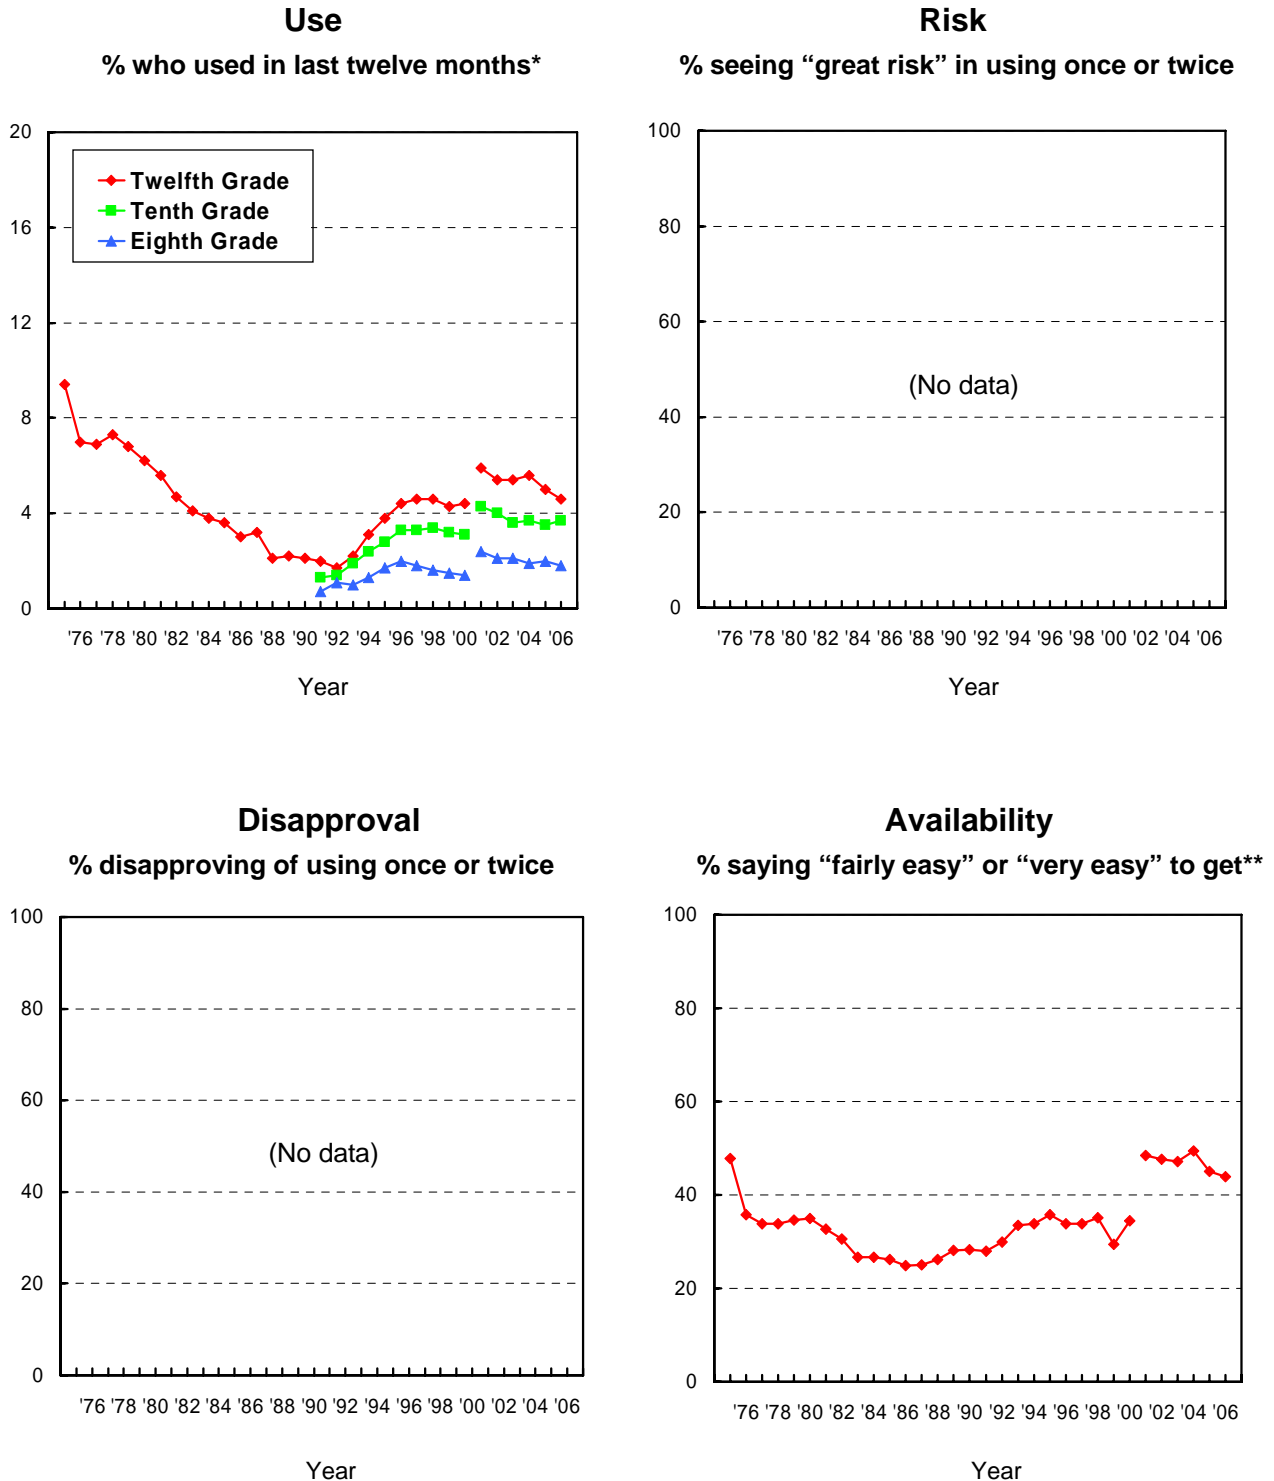 Use
% who used in last twelve months*
20
16
12
8
4
0
Twelfth Grade
Tenth Grade
Eighth Grade
'76 '78 '80 '82 '84 '86 '88 '90 '92 '94 '96 '98 '00 '02 '04 '06
Year
Risk
% seeing “great risk” in using once or twice
100
80
60
40
20
0
(No data)
'76 '78 '80 '82 '84 '86 '88 '90 '92 '94 '96 '98 '00 '02 '04 '06
Year
Disapproval
% disapproving of using once or twice
100
80
60
40
20
0
(No data)
'76 '78 '80 '82 '84 '86 '88 '90 '92 '94 '96 '98 '00 '02 '04 '06
Year
Availability
% saying “fairly easy” or “very easy” to get**
100
80
60
40
20
0
'76 '78 '80 '82 '84 '86 '88 '90 '92 '94 '96 '98 '00 '02 '04 '06
Year